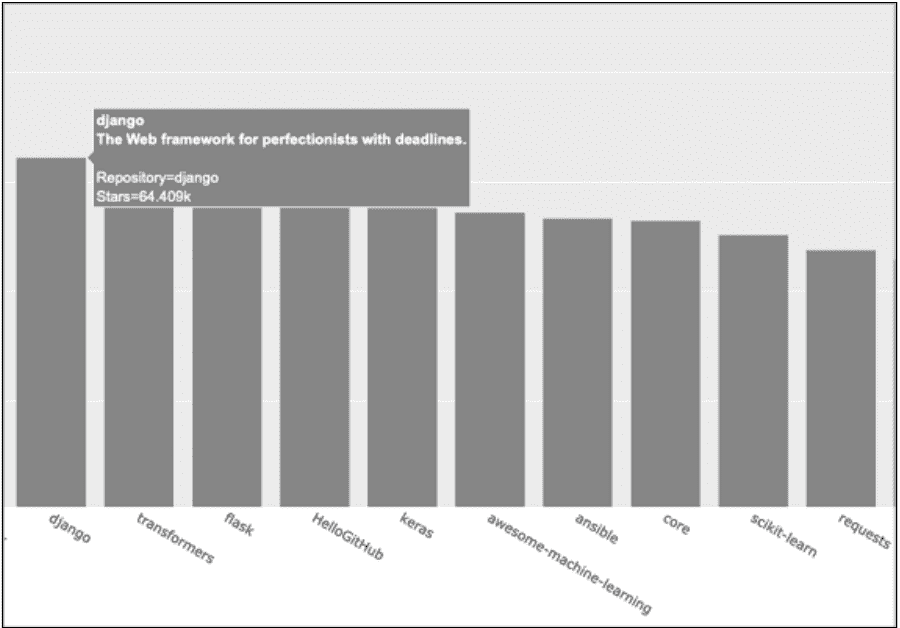 django
The Web framework for perfectionists with deadlines.
Repository=django
Stars=64.409k
django
transformers
flask
HelloGitHub
keras
awesome-machine-learning
ansible
core
scikit-learn
requests